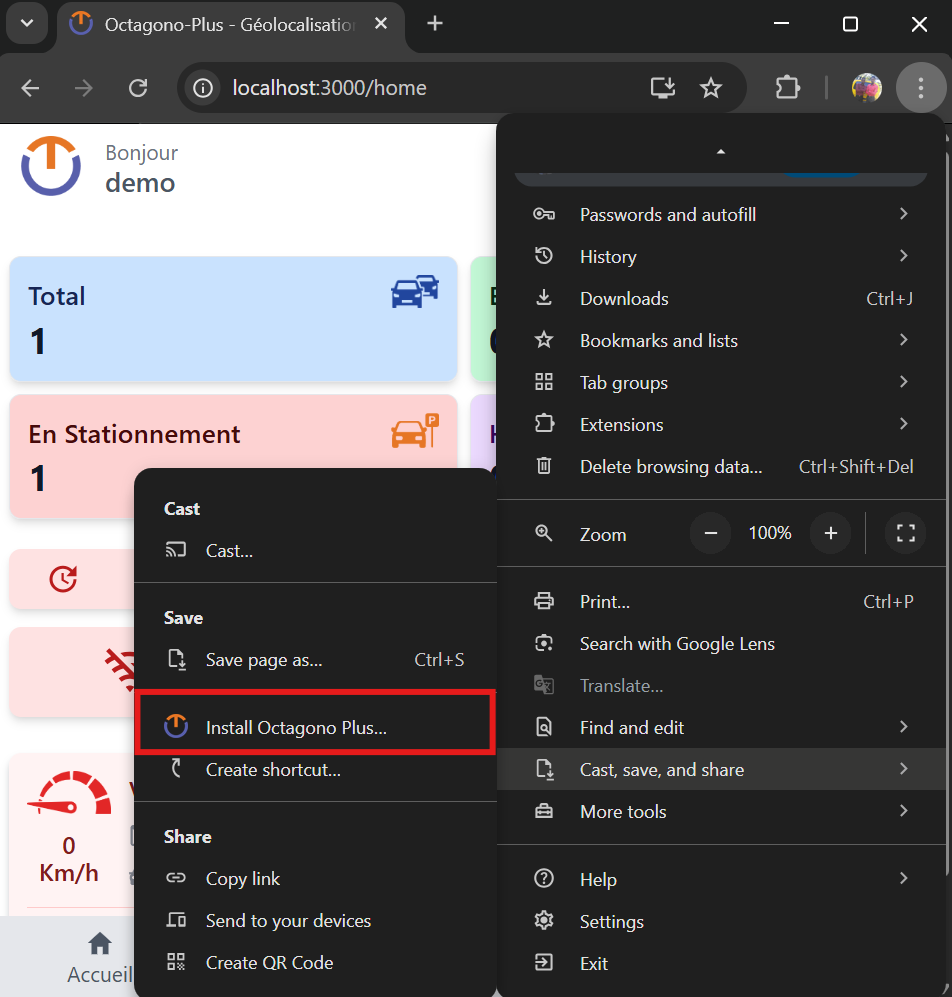 Octagono-Plus - Géolocalisation
localhost:3000/home
Bonjour
demo
Total
1
En Stationnement
1
0
Km/h
Accueil
Passwords and autofill
History
Downloads Ctrl+J
Bookmarks and lists
Tab groups
Extensions
Delete browsing data... Ctrl+Shift+Del
Zoom − 100% +
Print... Ctrl+P
Search with Google Lens
Translate...
Find and edit
Cast, save, and share
More tools
Help
Settings
Exit
Cast
Cast...
Save
Save page as... Ctrl+S
Install Octagono Plus...
Create shortcut...
Share
Copy link
Send to your devices
Create QR Code